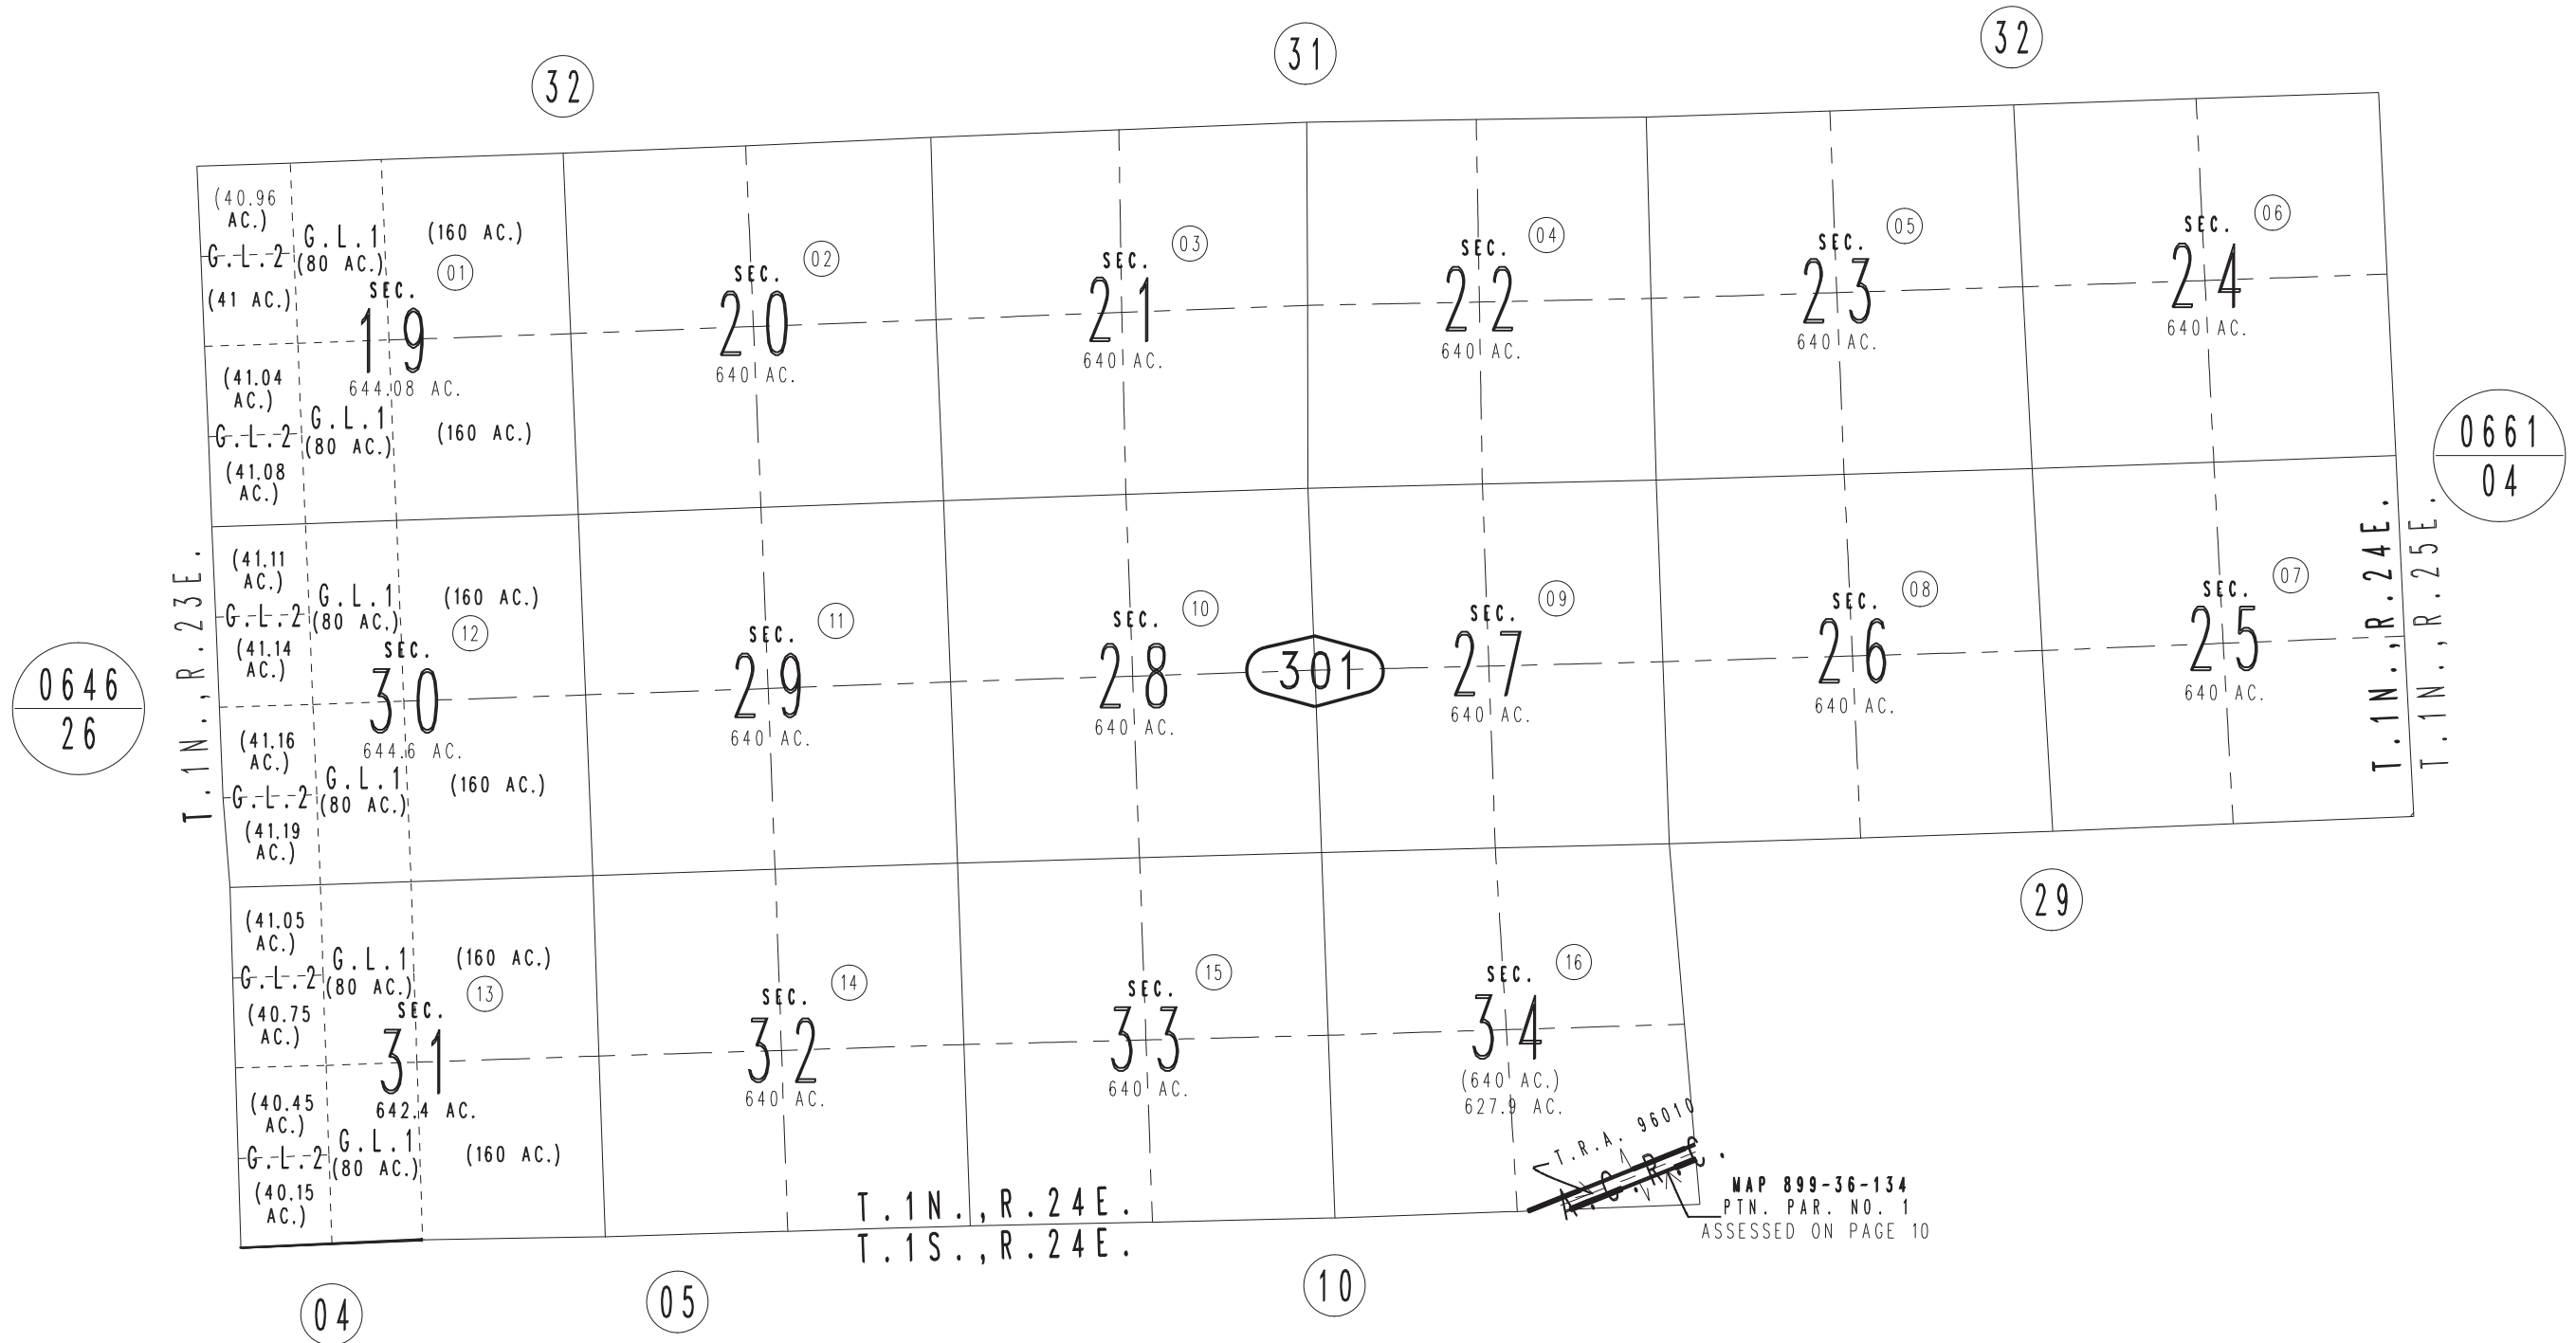 32
31
32
(40.96
AC.)
G.L.2
(41 AC.)
G.L.1
(80 AC.)
(160 AC.)
01
SEC.
19
644.08 AC.
(41.04
AC.)
G.L.2
(41.08
AC.)
G.L.1
(80 AC.)
(160 AC.)
SEC.
02
20
640 AC.
SEC.
03
21
640 AC.
SEC.
04
22
640 AC.
SEC.
05
23
640 AC.
SEC.
06
24
640 AC.
0661
04
T.1N.,R.23E.
0646
26
(41.11
AC.)
G.L.2
(41.14
AC.)
G.L.1
(80 AC.)
(160 AC.)
12
SEC.
30
644.6 AC.
(41.16
AC.)
G.L.2
(41.19
AC.)
G.L.1
(80 AC.)
(160 AC.)
SEC.
11
29
640 AC.
SEC.
10
28
640 AC.
301
SEC.
09
27
640 AC.
SEC.
08
26
640 AC.
SEC.
07
25
640 AC.
T.1N.,R.24E.
T.1N.,R.25E.
29
(41.05
AC.)
G.L.2
(40.75
AC.)
G.L.1
(80 AC.)
(160 AC.)
13
SEC.
31
642.4 AC.
(40.45
AC.)
G.L.2
(40.15
AC.)
G.L.1
(80 AC.)
(160 AC.)
SEC.
14
32
640 AC.
SEC.
15
33
640 AC.
SEC.
16
34
(640 AC.)
627.9 AC.
T.R.A. 96010
MAP 899-36-134
PTN. PAR. NO. 1
ASSESSED ON PAGE 10
T.1N.,R.24E.
T.1S.,R.24E.
04
05
10